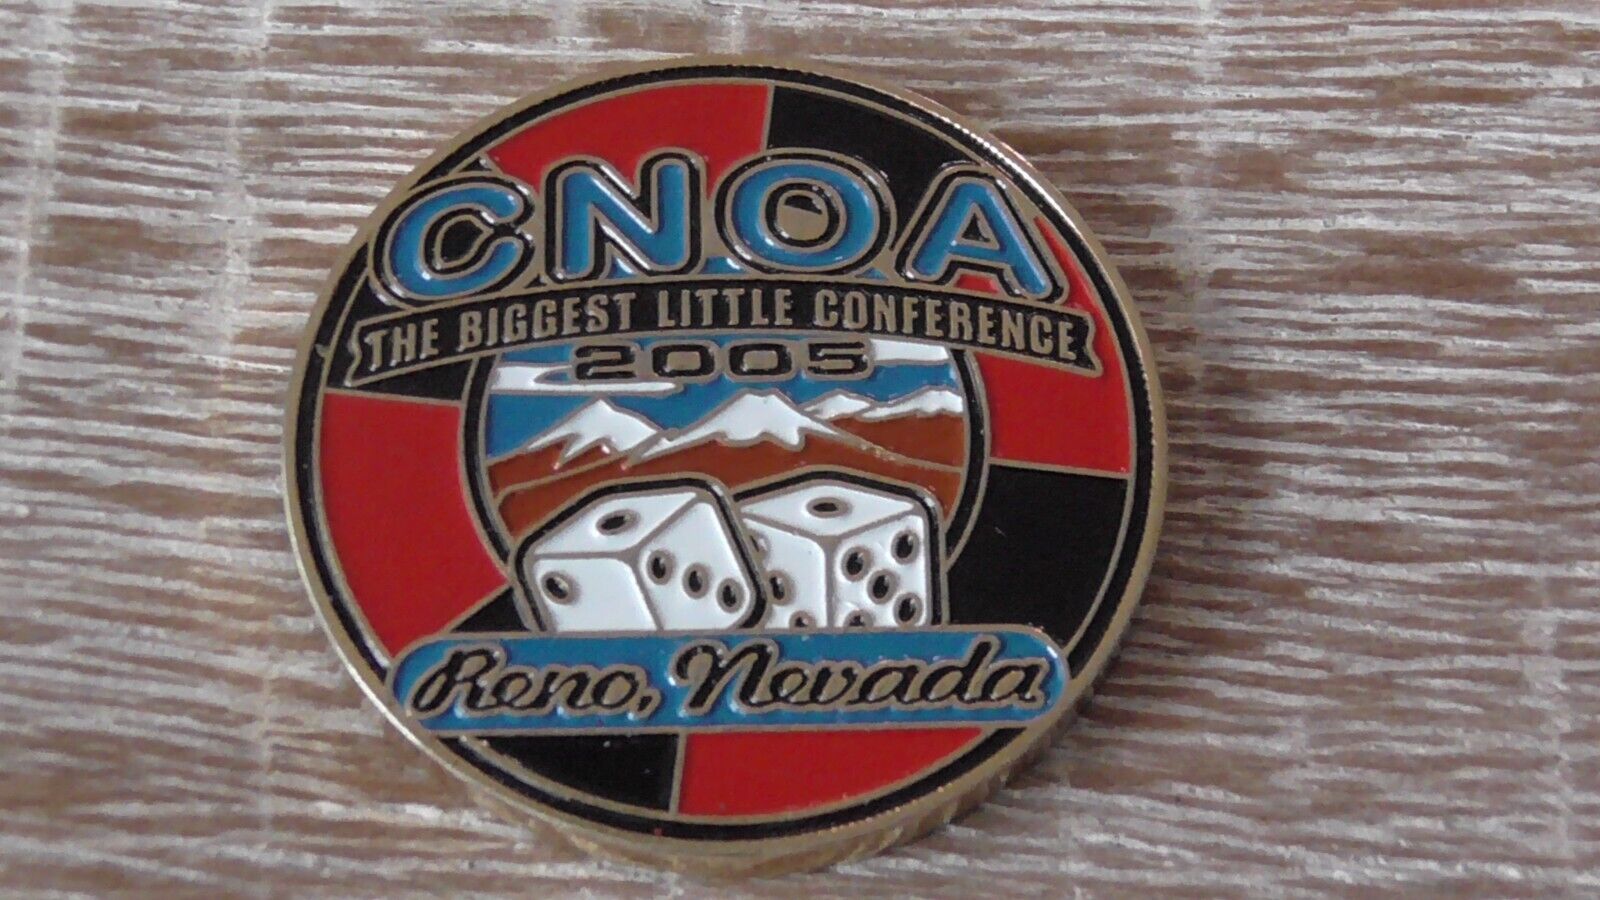 CNOA
THE BIGGEST LITTLE CONFERENCE
2005
Reno, Nevada